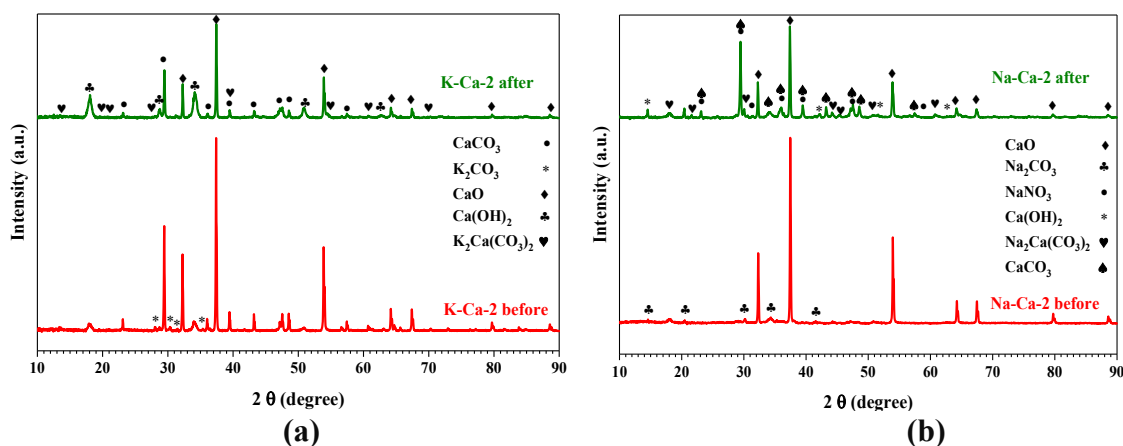 K-Ca-2 after
CaCO₃ ●
K₂CO₃ *
CaO ♦
Ca(OH)₂ ♣
K₂Ca(CO₃)₂ ♥
K-Ca-2 before
Intensity (a.u.)
10 20 30 40 50 60 70 80 90
2 θ (degree)
(a)
Na-Ca-2 after
CaO ♦
Na₂CO₃ ♣
NaNO₃ ●
Ca(OH)₂ *
Na₂Ca(CO₃)₂ ♥
CaCO₃ ♠
Na-Ca-2 before
Intensity (a.u.)
10 20 30 40 50 60 70 80 90
2 θ (degree)
(b)